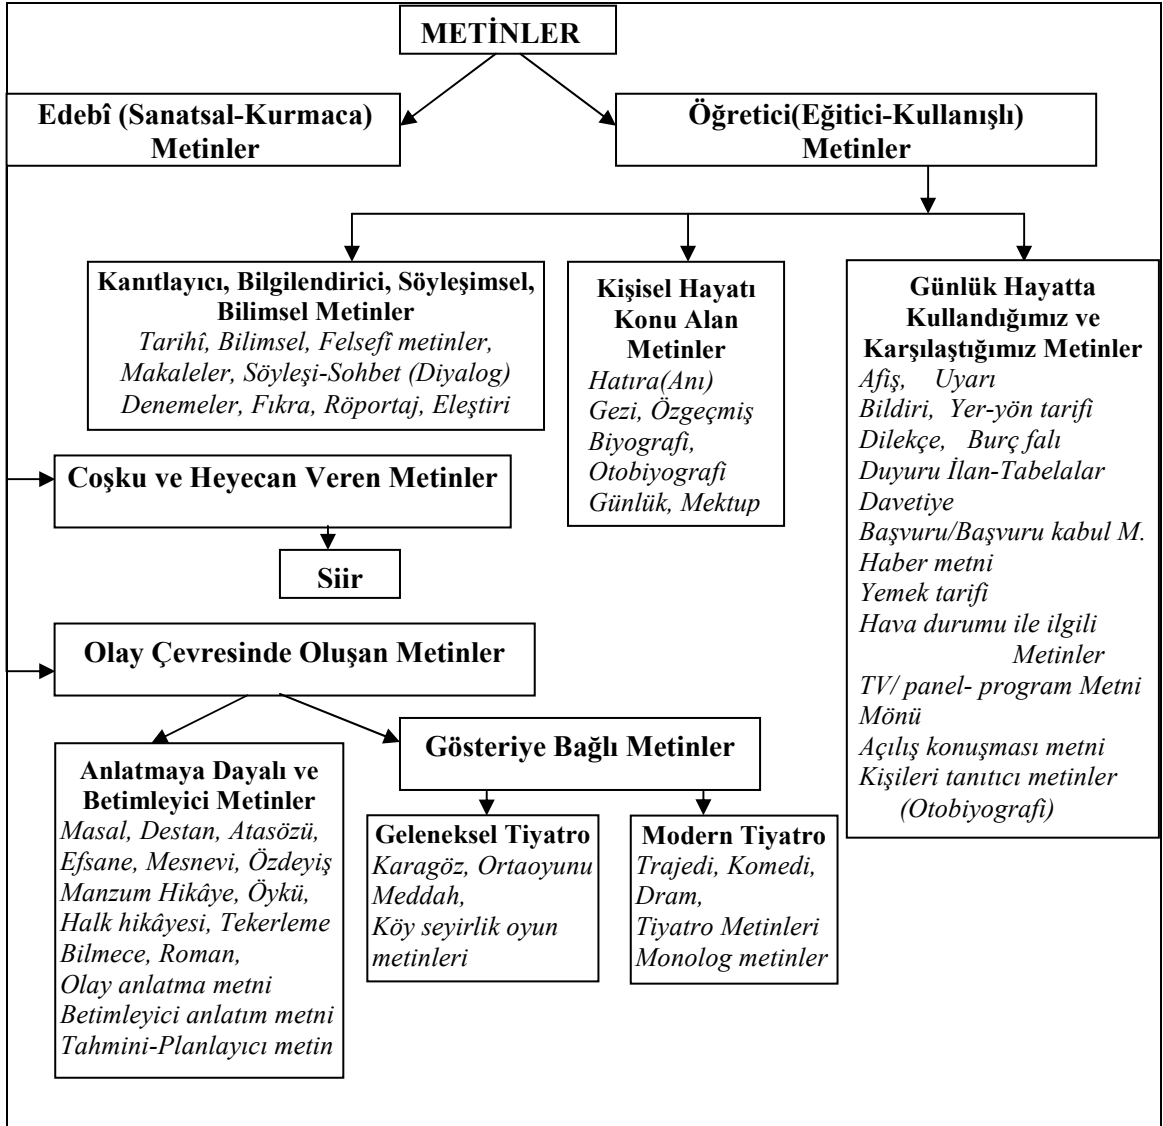 METİNLER
Edebî (Sanatsal-Kurmaca)
Metinler
Öğretici(Eğitici-Kullanışlı)
Metinler
Kanıtlayıcı, Bilgilendirici, Söyleşimsel,
Bilimsel Metinler
Tarihî, Bilimsel, Felsefî metinler,
Makaleler, Söyleşi-Sohbet (Diyalog)
Denemeler, Fıkra, Röportaj, Eleştiri
Kişisel Hayatı
Konu Alan
Metinler
Hatıra(Anı)
Gezi, Özgeçmiş
Biyografi,
Otobiyografi
Günlük, Mektup
Günlük Hayatta
Kullandığımız ve
Karşılaştığımız Metinler
Afiş, Uyarı
Bildiri, Yer-yön tarifi
Dilekçe, Burç falı
Duyuru İlan-Tabelalar
Davetiye
Başvuru/Başvuru kabul M.
Haber metni
Yemek tarifi
Hava durumu ile ilgili
Metinler
TV/ panel- program Metni
Mönü
Açılış konuşması metni
Kişileri tanıtıcı metinler
(Otobiyografi)
Coşku ve Heyecan Veren Metinler
Siir
Olay Çevresinde Oluşan Metinler
Anlatmaya Dayalı ve
Betimleyici Metinler
Masal, Destan, Atasözü,
Efsane, Mesnevi, Özdeyiş
Manzum Hikâye, Öykü,
Halk hikâyesi, Tekerleme
Bilmece, Roman,
Olay anlatma metni
Betimleyici anlatım metni
Tahmini-Planlayıcı metin
Gösteriye Bağlı Metinler
Geleneksel Tiyatro
Karagöz, Ortaoyunu
Meddah,
Köy seyirlik oyun
metinleri
Modern Tiyatro
Trajedi, Komedi,
Dram,
Tiyatro Metinleri
Monolog metinler